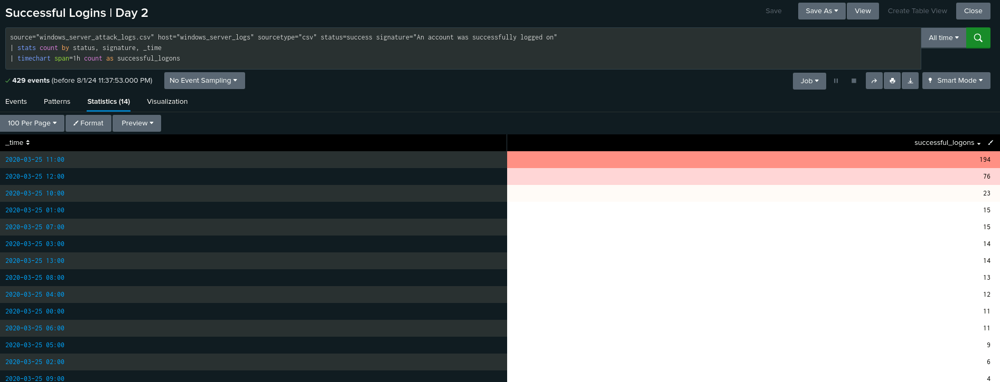 Successful Logins | Day 2
Save
Save As
View
Create Table View
Close
source="windows_server_attack_logs.csv" host="windows_server_logs" sourcetype="csv" status=success signature="An account was successfully logged on"
| stats count by status, signature, _time
| timechart span=1h count as successful_logons
All time
429 events (before 8/1/24 11:37:53.000 PM)
No Event Sampling
Job
Smart Mode
Events
Patterns
Statistics (14)
Visualization
100 Per Page
Format
Preview
_time successful_logons
2020-03-25 11:00 194
2020-03-25 12:00 76
2020-03-25 10:00 23
2020-03-25 01:00 15
2020-03-25 07:00 15
2020-03-25 03:00 14
2020-03-25 13:00 14
2020-03-25 08:00 13
2020-03-25 04:00 12
2020-03-25 00:00 11
2020-03-25 06:00 11
2020-03-25 05:00 9
2020-03-25 02:00 6
2020-03-25 09:00 4